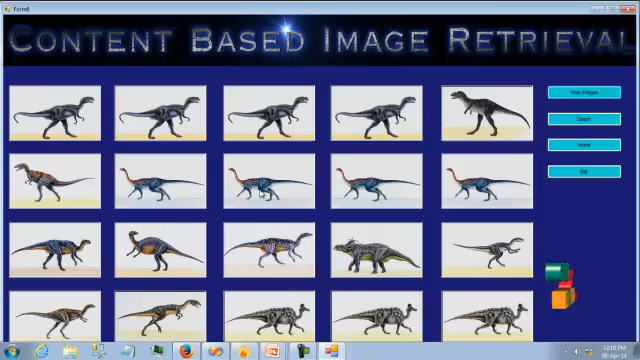 Form6
CONTENT BASED IMAGE RETRIEVAL
View Images
Graph
Home
Exit
12:19 PM
08-Apr-14